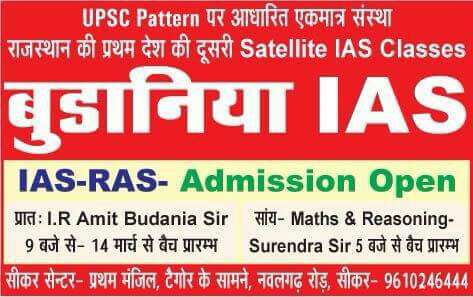 UPSC Pattern पर आधारित एकमात्र संस्था
राजस्थान की प्रथम देश की दूसरी Satellite IAS Classes
बुडानिया IAS
IAS-RAS- Admission Open
प्रातः I.R Amit Budania Sir
9 बजे से- 14 मार्च से बैच प्रारम्भ
सांय- Maths & Reasoning-
Surendra Sir 5 बजे से बैच प्रारम्भ
सीकर सेन्टर- प्रथम मंजिल, टैगोर के सामने, नवलगढ़ रोड़, सीकर- 9610246444